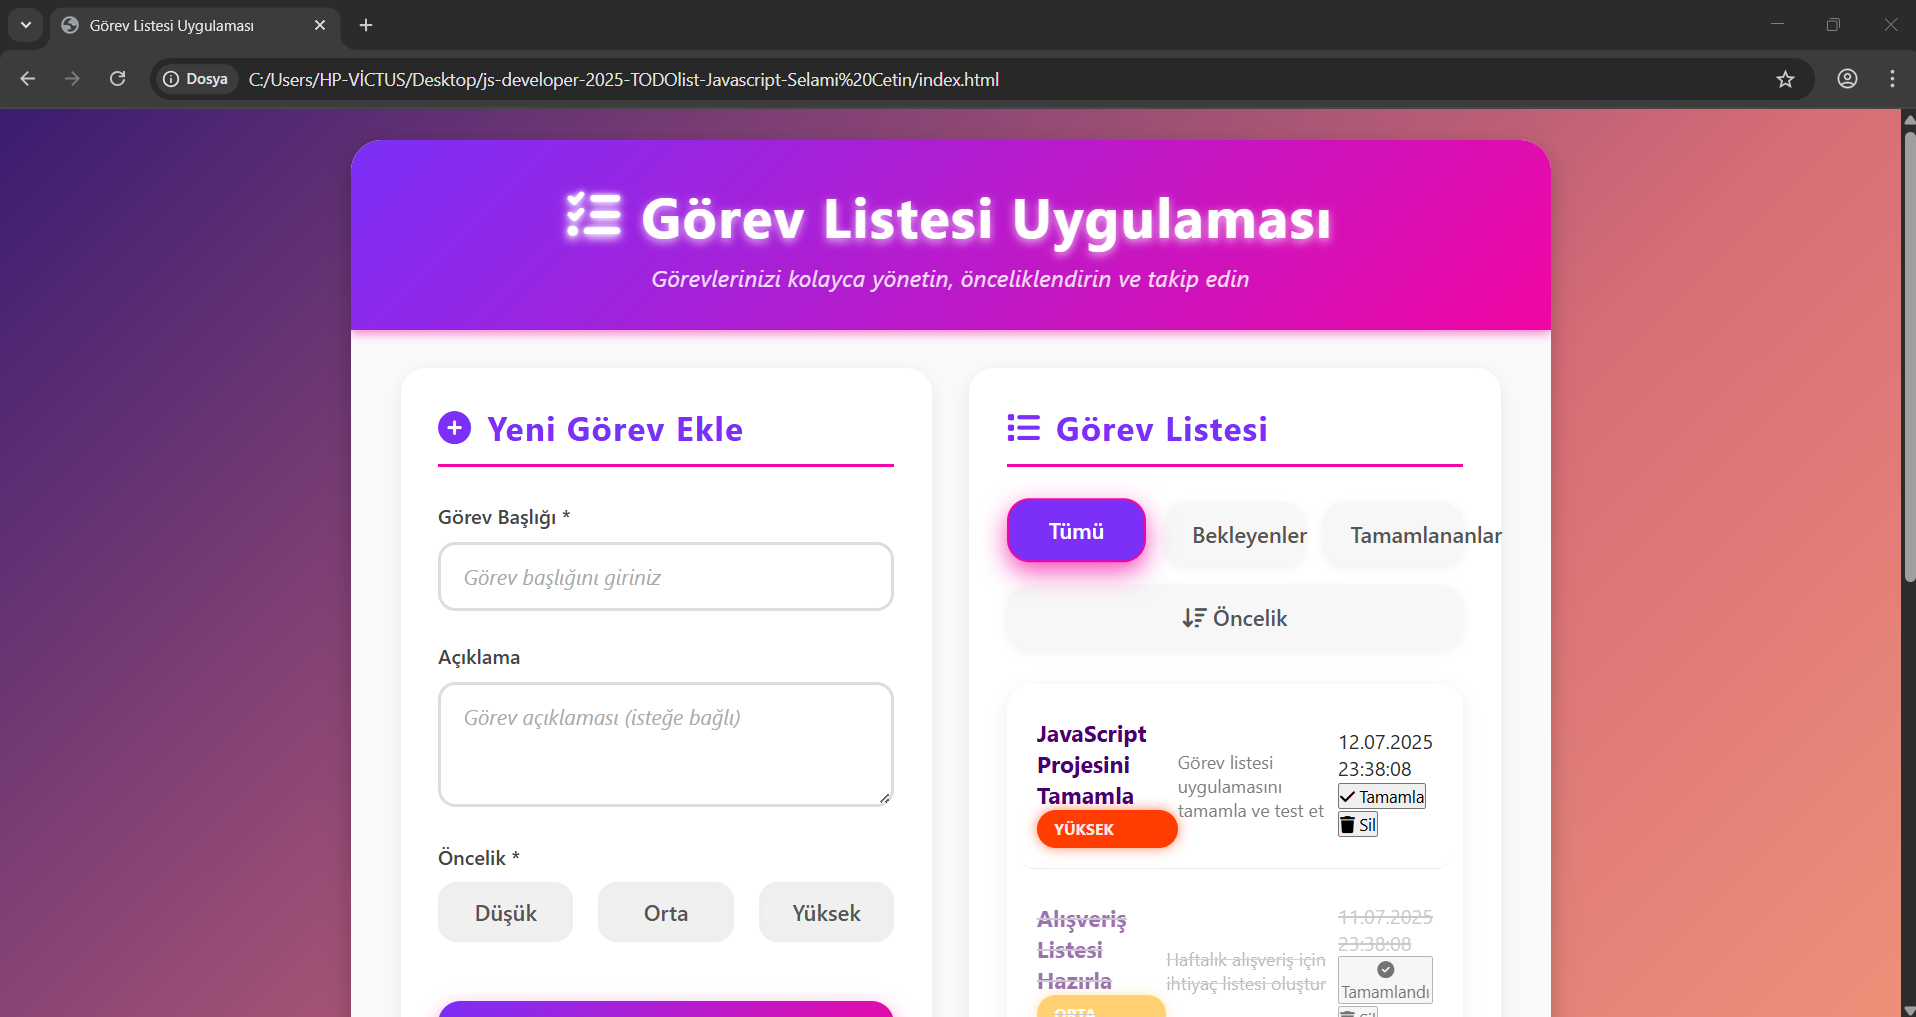 Görev Listesi Uygulaması
Dosya
C:/Users/HP-VİCTUS/Desktop/js-developer-2025-TODOlist-Javascript-Selami%20Cetin/index.html
Görev Listesi Uygulaması
Görevlerinizi kolayca yönetin, önceliklendirin ve takip edin
Yeni Görev Ekle
Görev Başlığı *
Görev başlığını giriniz
Açıklama
Görev açıklaması (isteğe bağlı)
Öncelik *
Düşük
Orta
Yüksek
Görev Listesi
Tümü
Bekleyenler
Tamamlananlar
Öncelik
JavaScript
Projesini
Tamamla
YÜKSEK
Görev listesi
uygulamasını
tamamla ve test et
12.07.2025
23:38:08
Tamamla
Sil
Alışveriş
Listesi
Hazırla
ORTA
Haftalık alışveriş için
ihtiyaç listesi oluştur
11.07.2025
23:38:08
Tamamlandı
Sil